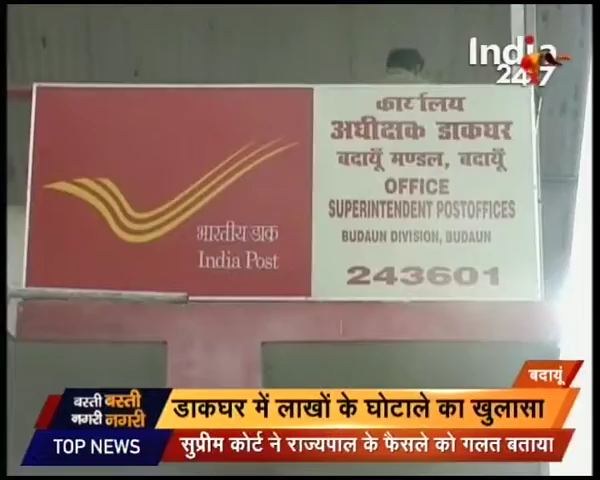 India
24x7
कार्यालय
अधीक्षक डाकघर
बदायूँ मण्डल, बदायूँ
OFFICE
SUPERINTENDENT POSTOFFICES
BUDAUN DIVISION, BUDAUN
243601
भारतीय डाक
India Post
बदायूं
बस्ती बस्ती
नगरी नगरी
डाकघर में लाखों के घोटाले का खुलासा
TOP NEWS
सुप्रीम कोर्ट ने राज्यपाल के फैसले को गलत बताया